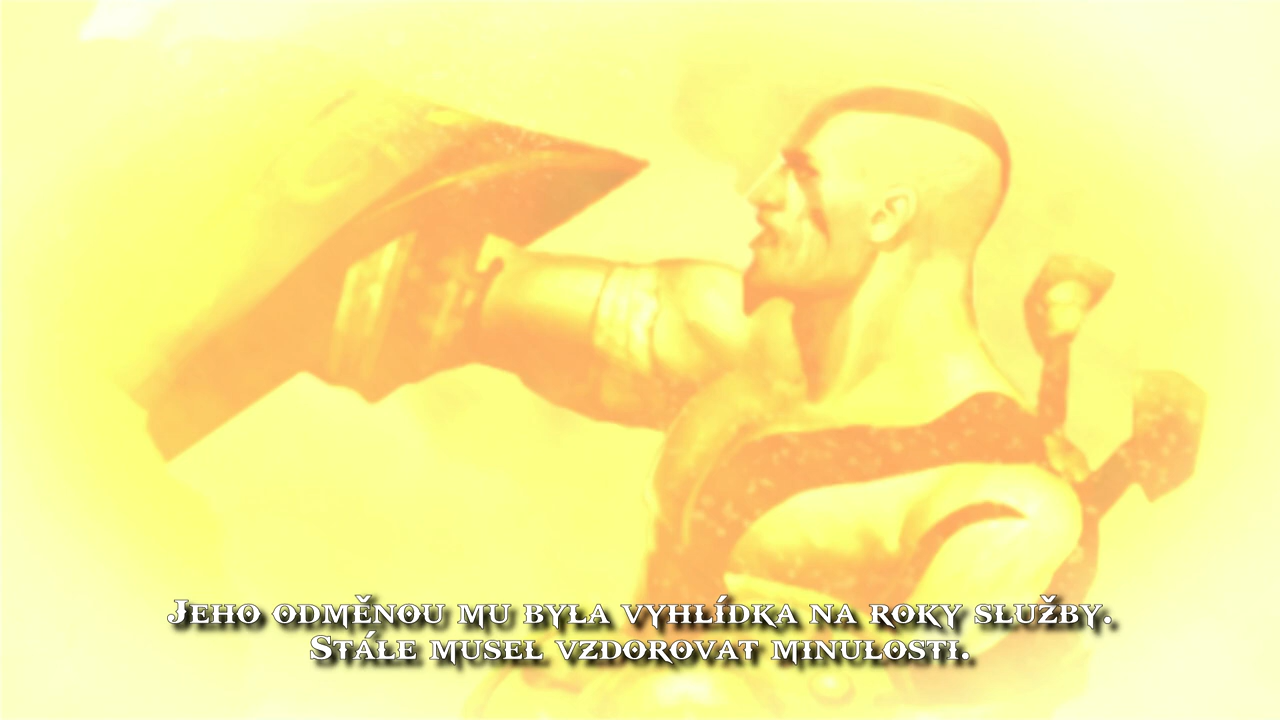 Jeho odměnou mu byla vyhlídka na roky služby.
Stále musel vzdorovat minulosti.